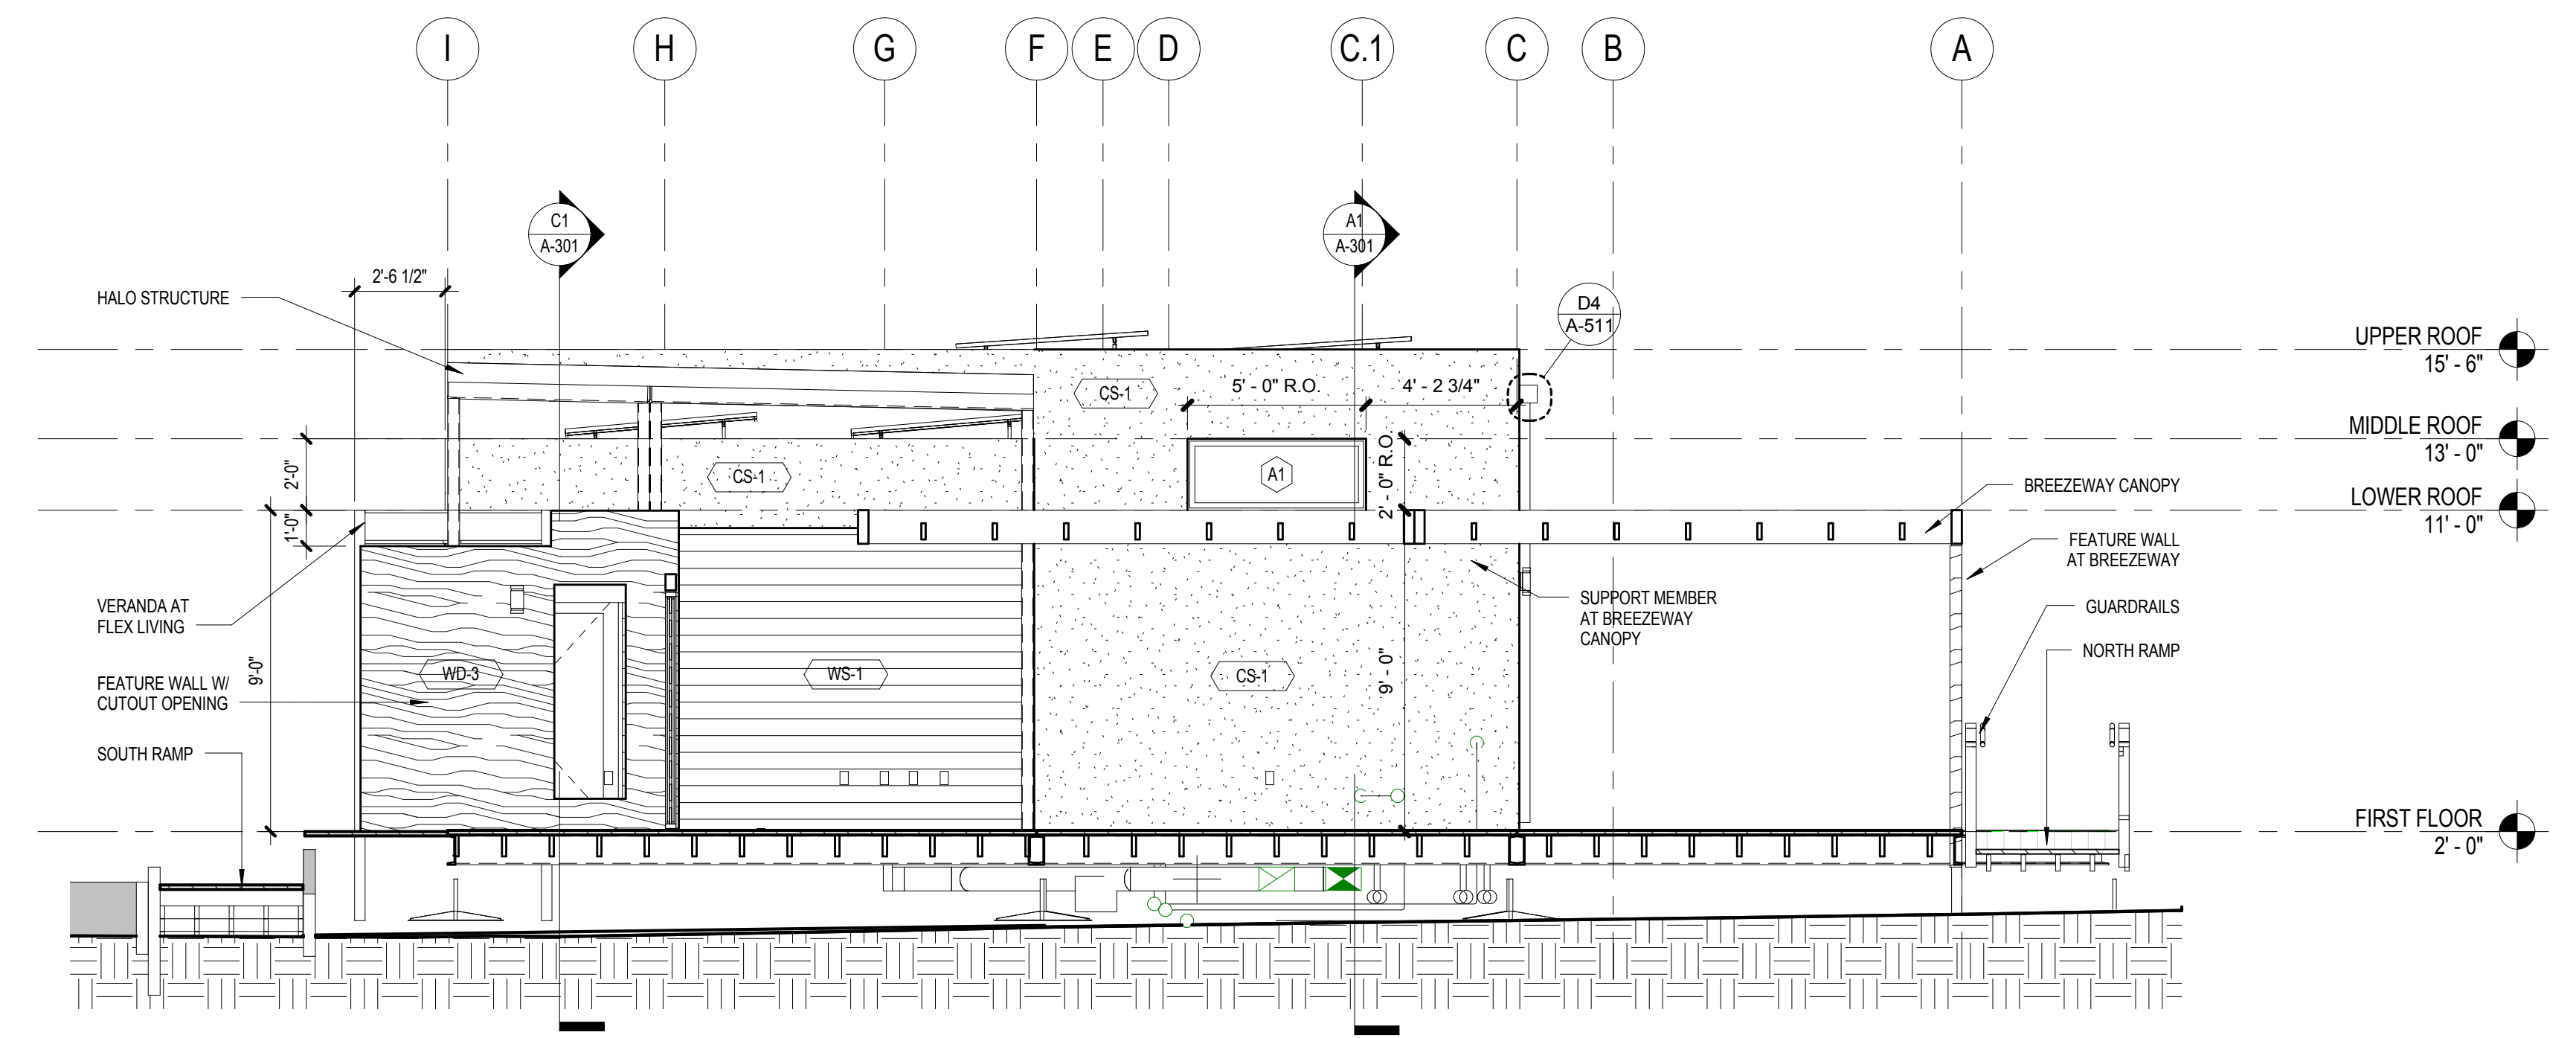 I
H
G
F
E
D
C.1
C
B
A
C1
A-301
A1
A-301
2'-6 1/2"
HALO STRUCTURE
D4
A-511
UPPER ROOF
15' - 6"
CS-1
5' - 0" R.O.
4' - 2 3/4"
MIDDLE ROOF
13' - 0"
2'-0"
CS-1
A1
2' - 0" R.O.
BREEZEWAY CANOPY
LOWER ROOF
11' - 0"
1'-0"
FEATURE WALL
AT BREEZEWAY
VERANDA AT
FLEX LIVING
SUPPORT MEMBER
AT BREEZEWAY
CANOPY
GUARDRAILS
NORTH RAMP
9'-0"
WD-3
WS-1
CS-1
9' - 0"
FEATURE WALL W/
CUTOUT OPENING
SOUTH RAMP
FIRST FLOOR
2' - 0"